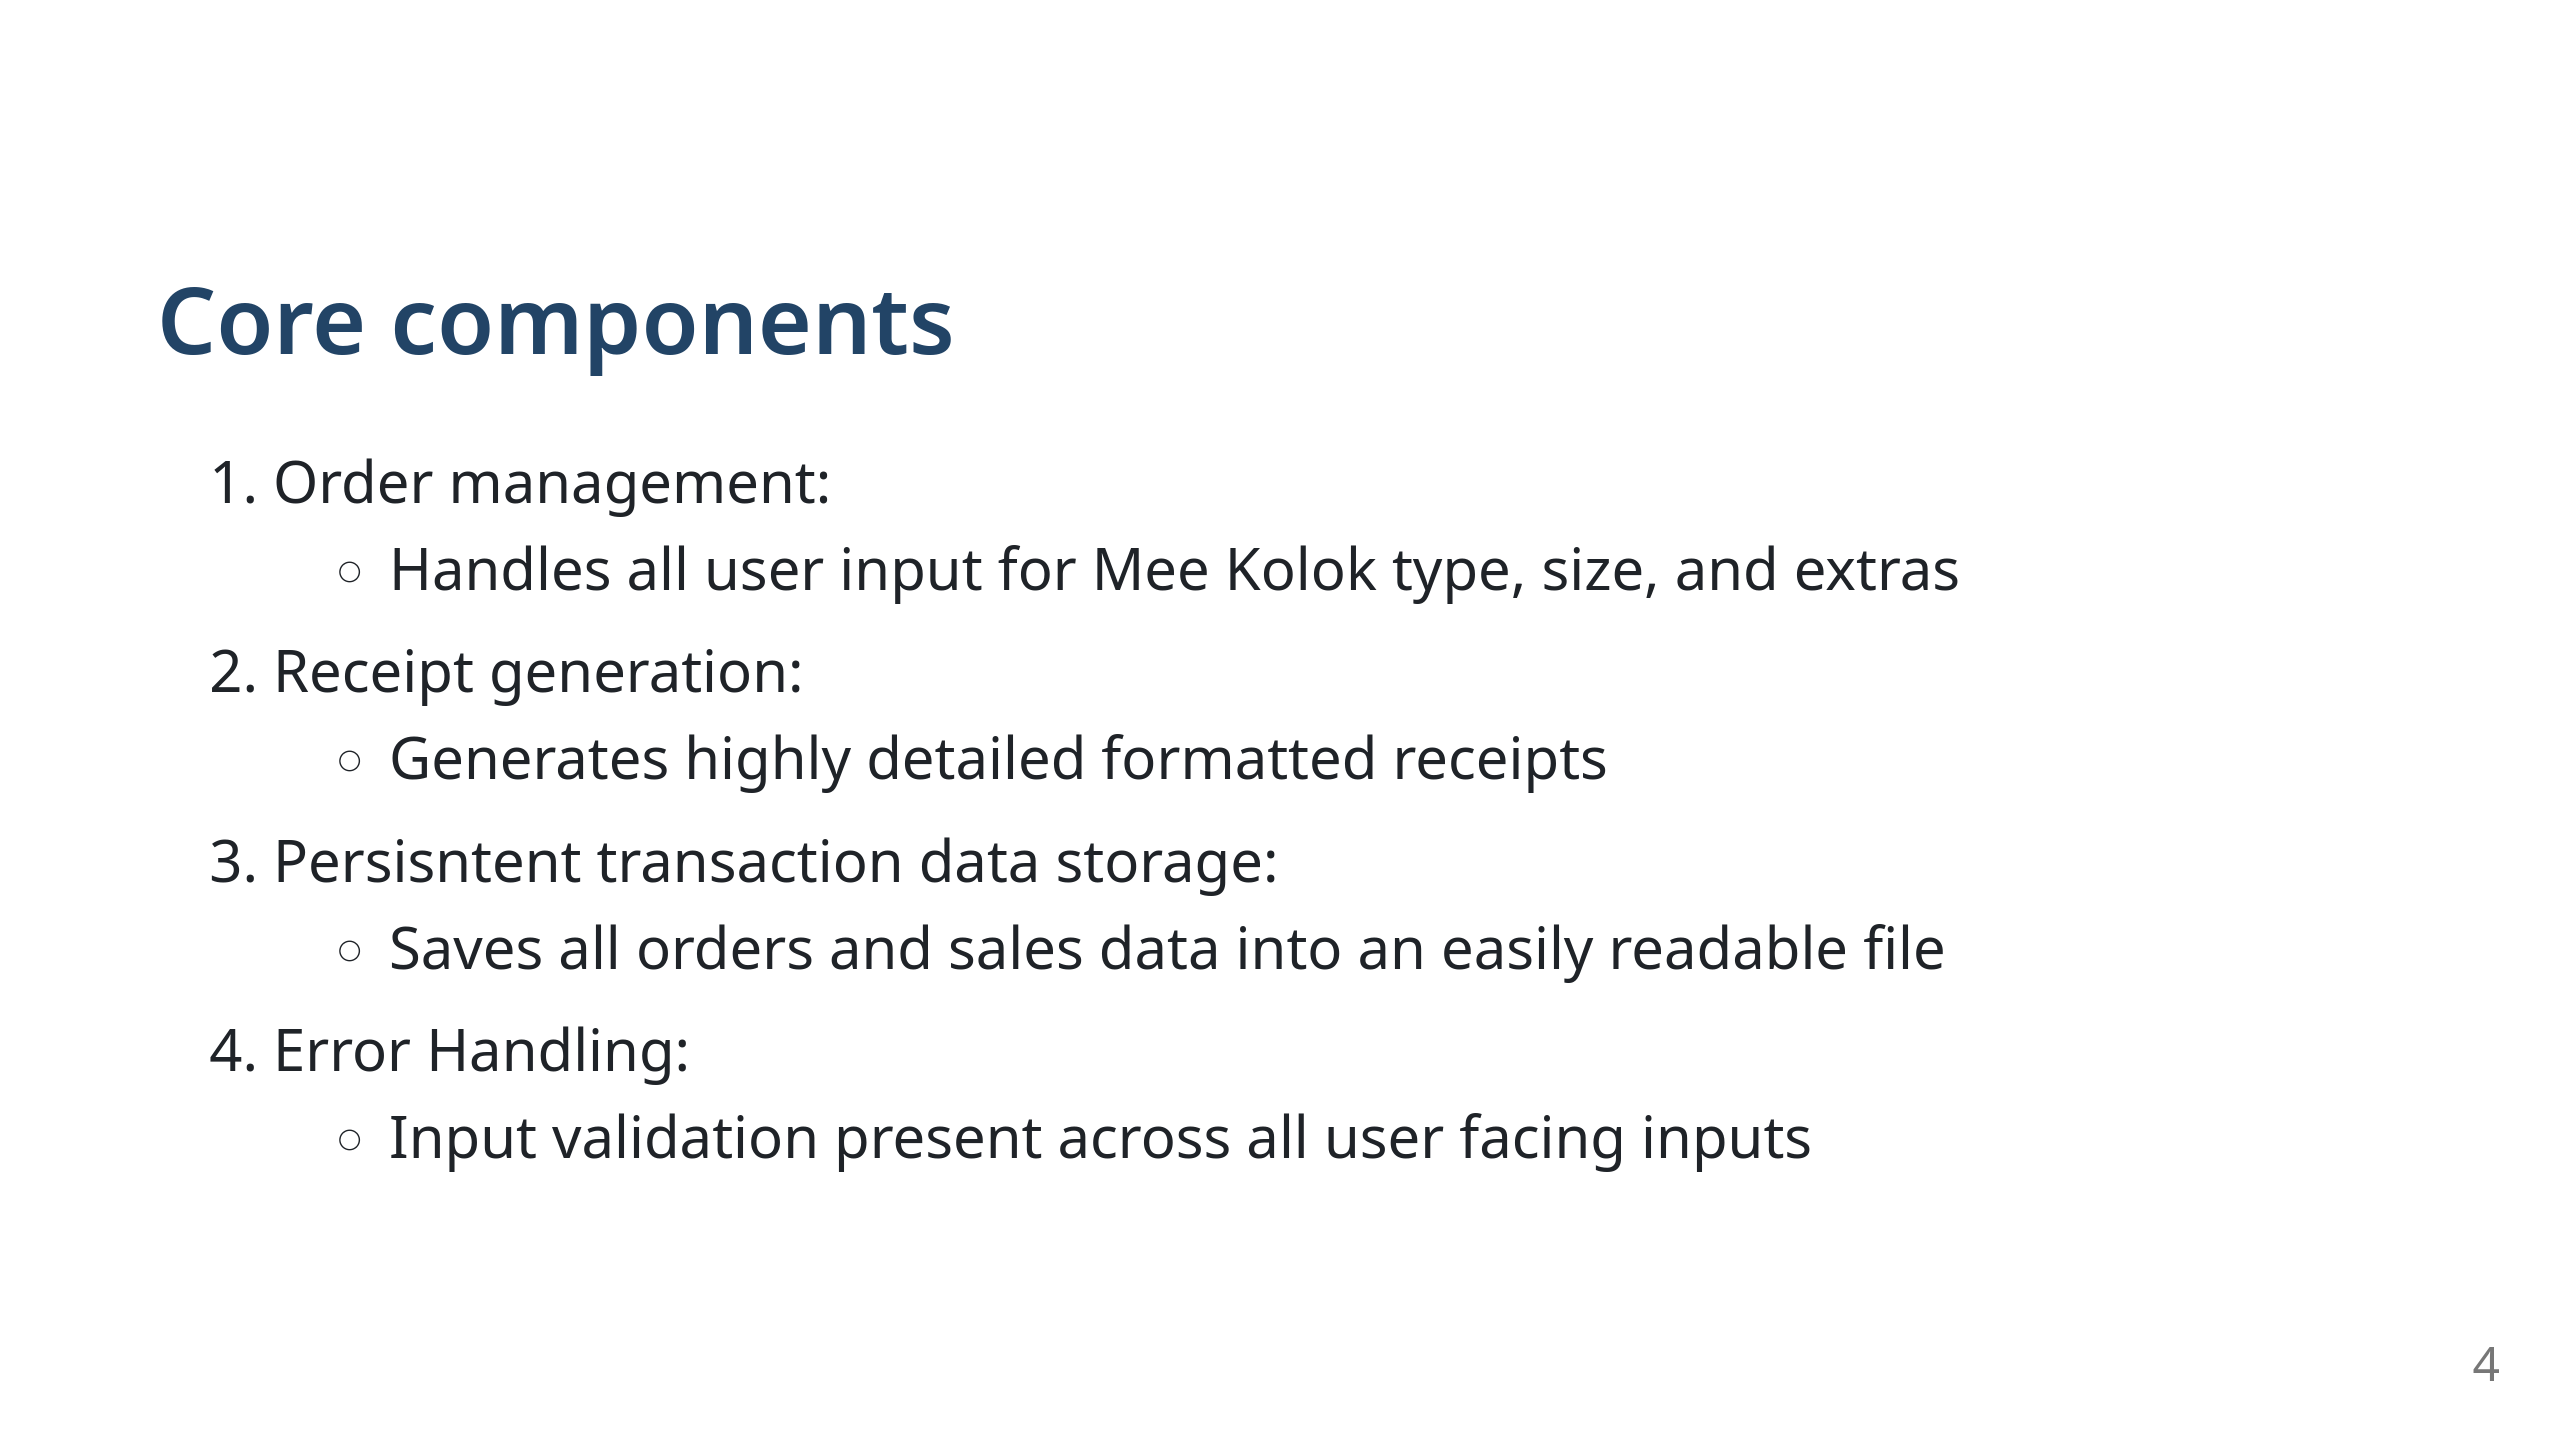 Core components
1. Order management:
○ Handles all user input for Mee Kolok type, size, and extras
2. Receipt generation:
○ Generates highly detailed formatted receipts
3. Persisntent transaction data storage:
○ Saves all orders and sales data into an easily readable file
4. Error Handling:
○ Input validation present across all user facing inputs
4